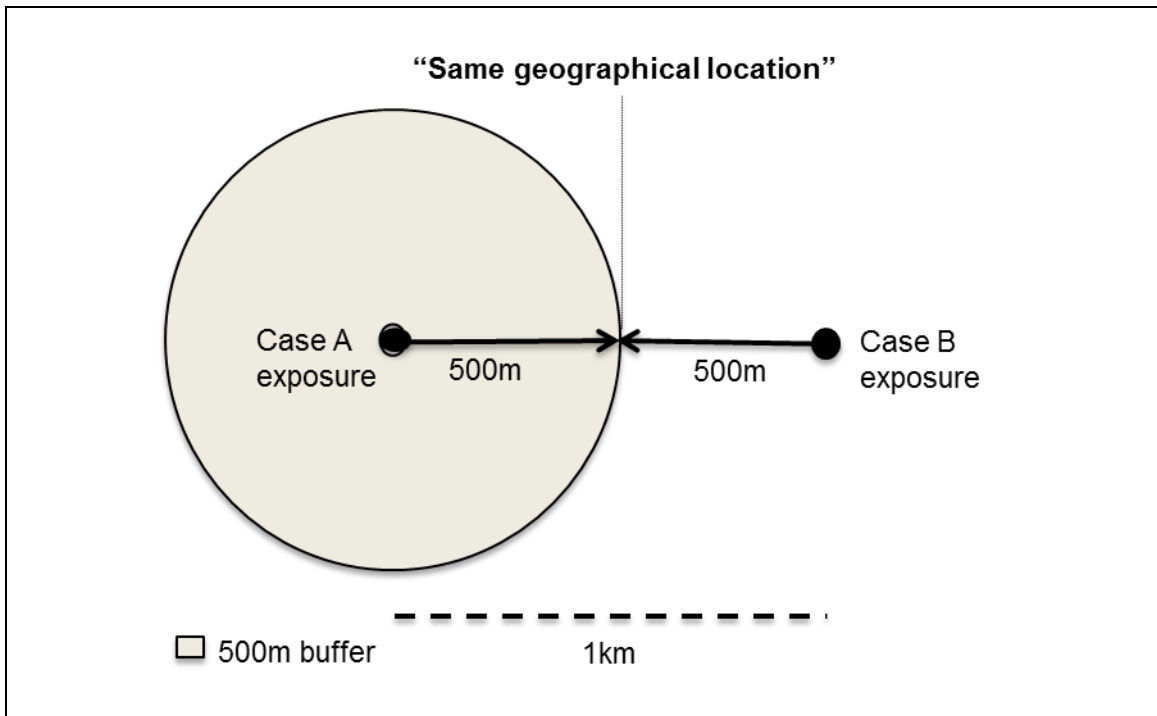 “Same geographical location”
Case A
exposure
500m
500m
Case B
exposure
500m buffer
1km